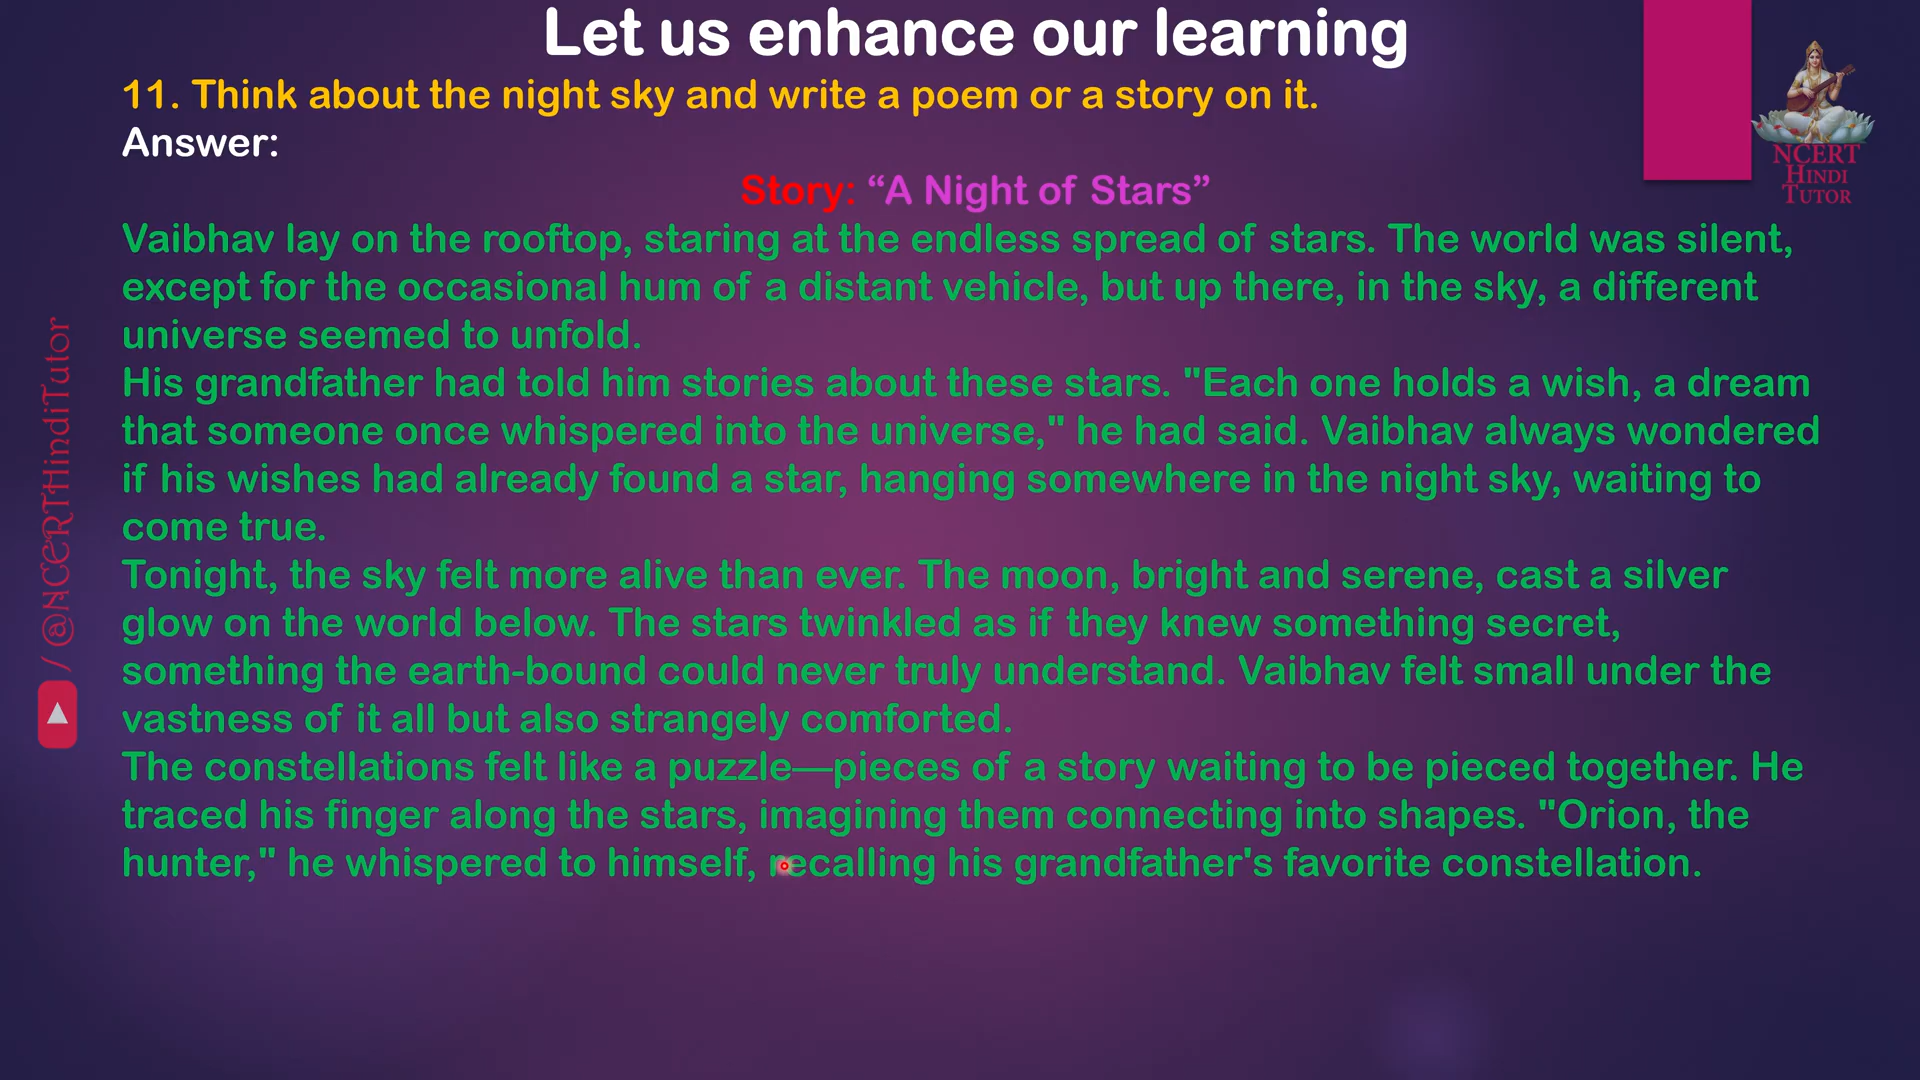 Let us enhance our learning
11. Think about the night sky and write a poem or a story on it.
Answer:
Story: “A Night of Stars”
Vaibhav lay on the rooftop, staring at the endless spread of stars. The world was silent,
except for the occasional hum of a distant vehicle, but up there, in the sky, a different
universe seemed to unfold.
His grandfather had told him stories about these stars. "Each one holds a wish, a dream
that someone once whispered into the universe," he had said. Vaibhav always wondered
if his wishes had already found a star, hanging somewhere in the night sky, waiting to
come true.
Tonight, the sky felt more alive than ever. The moon, bright and serene, cast a silver
glow on the world below. The stars twinkled as if they knew something secret,
something the earth-bound could never truly understand. Vaibhav felt small under the
vastness of it all but also strangely comforted.
The constellations felt like a puzzle—pieces of a story waiting to be pieced together. He
traced his finger along the stars, imagining them connecting into shapes. "Orion, the
hunter," he whispered to himself, recalling his grandfather's favorite constellation.
NCERT
HINDI
TUTOR
/ @NCERTHindiTutor